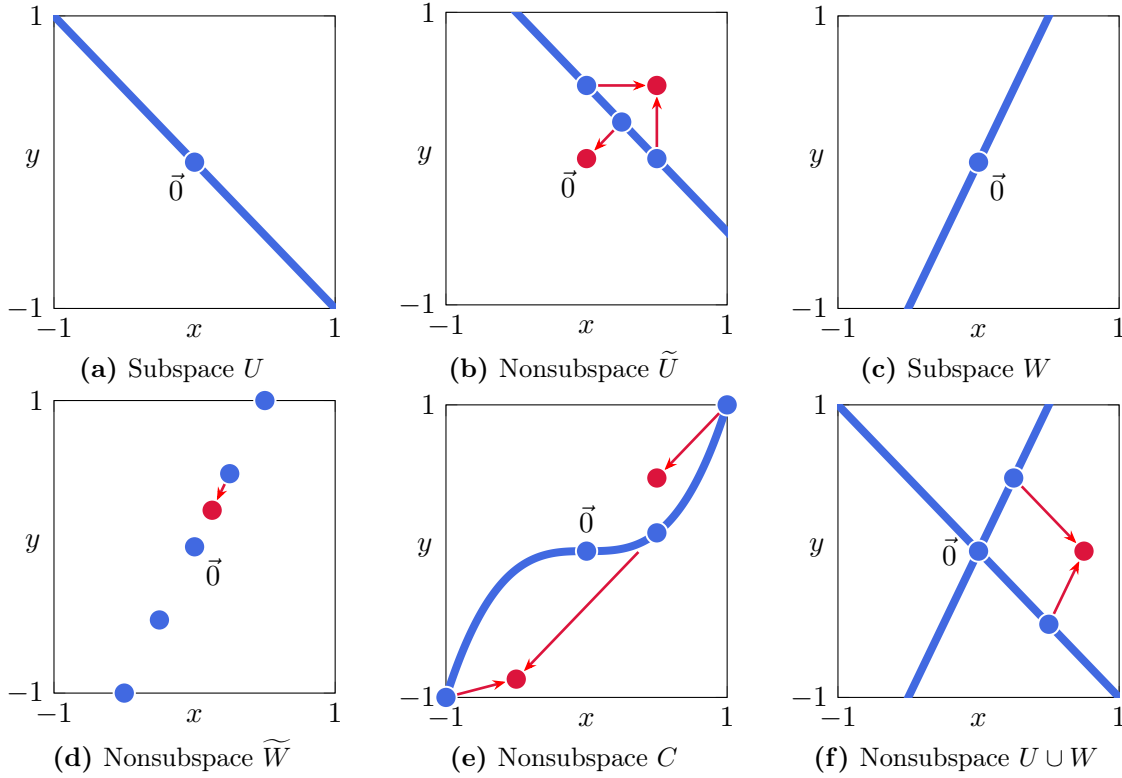 1
y
0⃗
−1
−1
x
1
(a) Subspace U
1
y
0⃗
−1
−1
x
1
(b) Nonsubspace Ũ
1
y
0⃗
−1
−1
x
1
(c) Subspace W
1
y
0⃗
−1
−1
x
1
(d) Nonsubspace W̃
1
y
0⃗
−1
−1
x
1
(e) Nonsubspace C
1
y
0⃗
−1
−1
x
1
(f) Nonsubspace U ∪ W